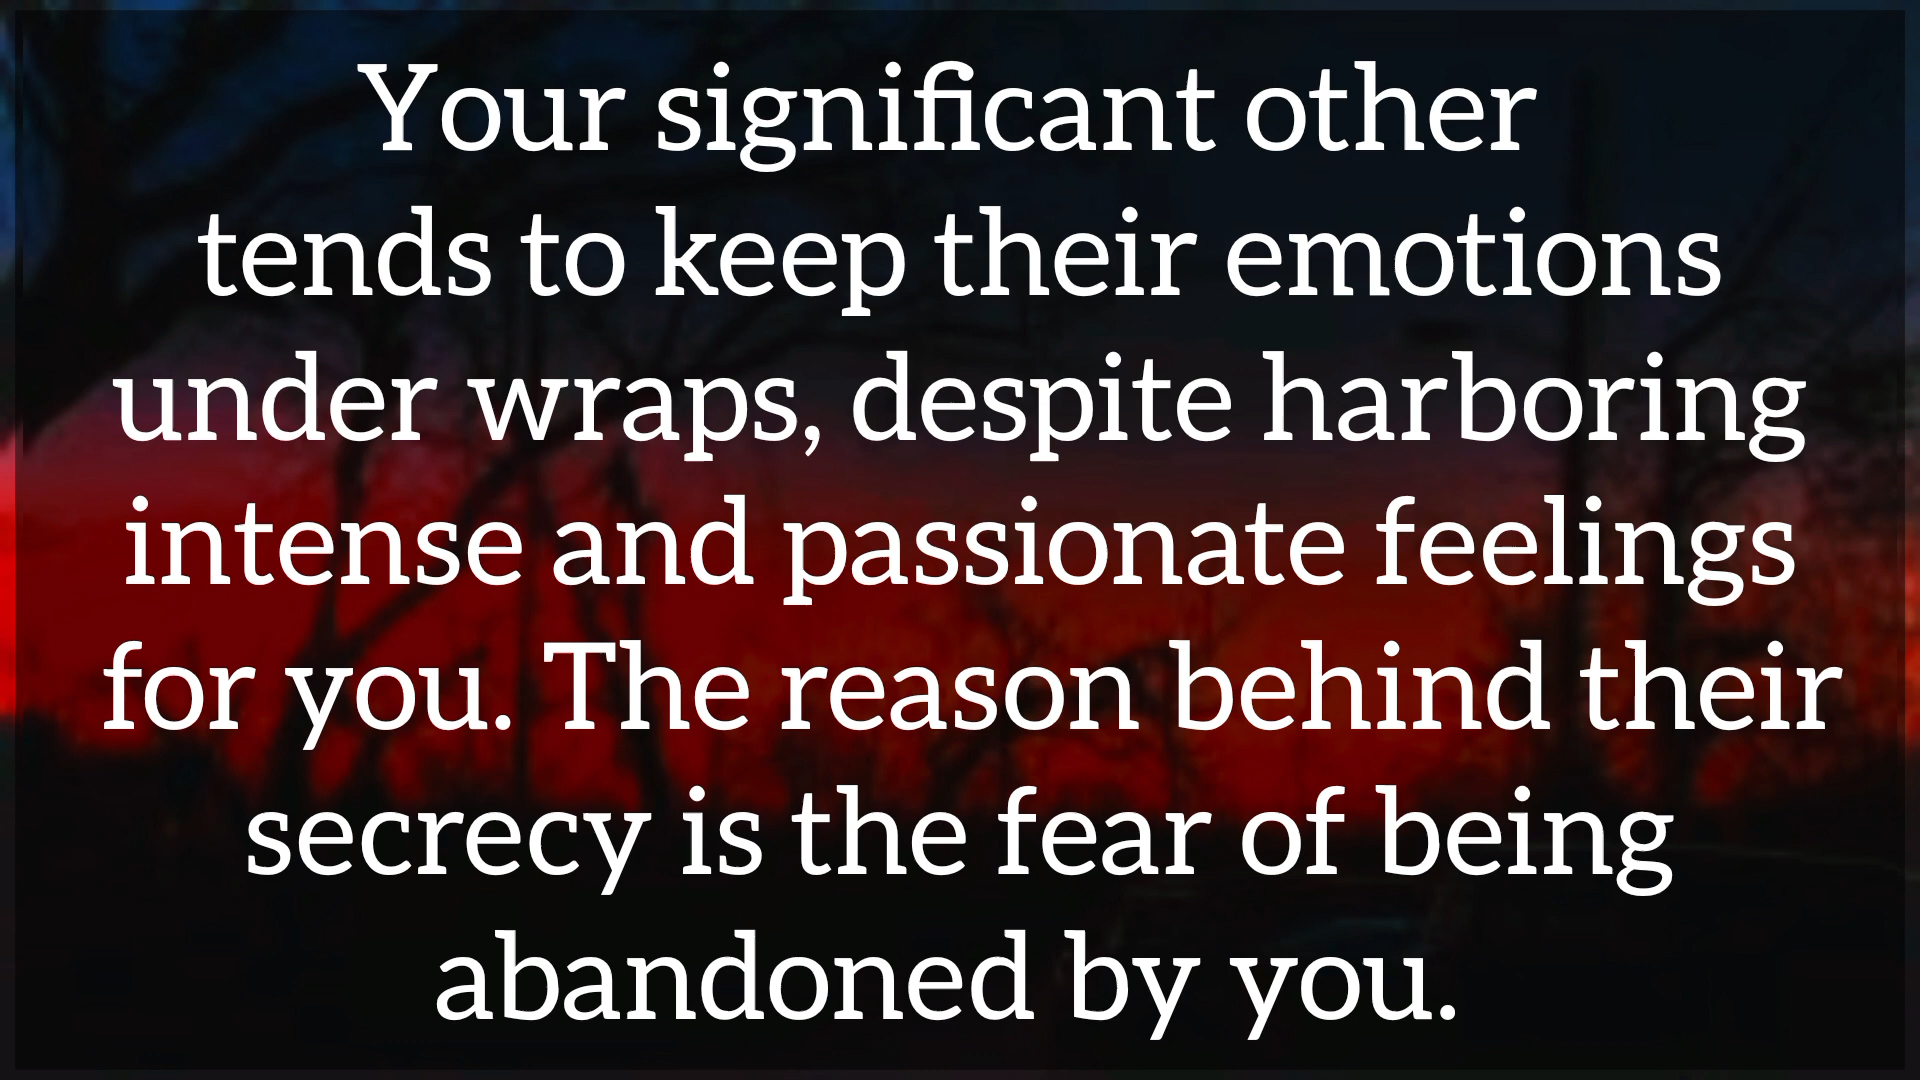 Your significant other
tends to keep their emotions
under wraps, despite harboring
intense and passionate feelings
for you. The reason behind their
secrecy is the fear of being
abandoned by you.